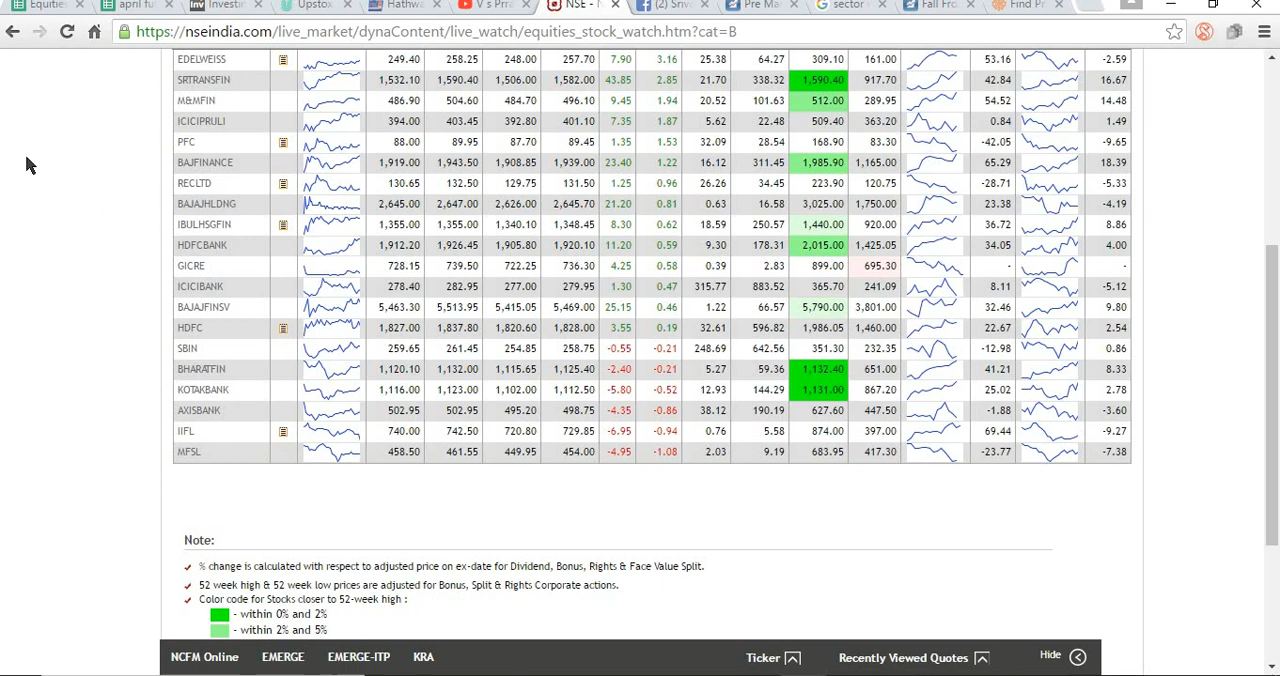 Equitie april fut Inv Investin Upstox Hathw V s Prra NSE - N (2) Sriv Pre Ma sector Fall Fro Find Pr
https://nseindia.com/live_market/dynaContent/live_watch/equities_stock_watch.htm?cat=B
EDELWEISS 249.40 258.25 248.00 257.70 7.90 3.16 25.38 64.27 309.10 161.00 53.16 -2.59
SRTRANSFIN 1,532.10 1,590.40 1,506.00 1,582.00 43.85 2.85 21.70 338.32 1,590.40 917.70 42.84 16.67
M&MFIN 486.90 504.60 484.70 496.10 9.45 1.94 20.52 101.63 512.00 289.95 54.52 14.48
ICICIPRULI 394.00 403.45 392.80 401.10 7.35 1.87 5.62 22.48 509.40 363.20 0.84 1.49
PFC 88.00 89.95 87.70 89.45 1.35 1.53 32.09 28.54 168.90 83.30 -42.05 -9.65
BAJFINANCE 1,919.00 1,943.50 1,908.85 1,939.00 23.40 1.22 16.12 311.45 1,985.90 1,165.00 65.29 18.39
RECLTD 130.65 132.50 129.75 131.50 1.25 0.96 26.26 34.45 223.90 120.75 -28.71 -5.33
BAJAJHLDNG 2,645.00 2,647.00 2,626.00 2,645.70 21.20 0.81 0.63 16.58 3,025.00 1,750.00 23.38 -4.19
IBULHSGFIN 1,355.00 1,355.00 1,340.10 1,348.45 8.30 0.62 18.59 250.57 1,440.00 920.00 36.72 8.86
HDFCBANK 1,912.20 1,926.45 1,905.80 1,920.10 11.20 0.59 9.30 178.31 2,015.00 1,425.05 34.05 4.00
GICRE 728.15 739.50 722.25 736.30 4.25 0.58 0.39 2.83 899.00 695.30 - -
ICICIBANK 278.40 282.95 277.00 279.95 1.30 0.47 315.77 883.52 365.70 241.09 8.11 -5.12
BAJAJFINSV 5,463.30 5,513.95 5,415.05 5,469.00 25.15 0.46 1.22 66.57 5,790.00 3,801.00 32.46 9.80
HDFC 1,827.00 1,837.80 1,820.60 1,828.00 3.55 0.19 32.61 596.82 1,986.05 1,460.00 22.67 2.54
SBIN 259.65 261.45 254.85 258.75 -0.55 -0.21 248.69 642.56 351.30 232.35 -12.98 0.86
BHARATFIN 1,120.10 1,132.00 1,115.65 1,125.40 -2.40 -0.21 5.27 59.36 1,132.40 651.00 41.21 8.33
KOTAKBANK 1,116.00 1,123.00 1,102.00 1,112.50 -5.80 -0.52 12.93 144.29 1,131.00 867.20 25.02 2.78
AXISBANK 502.95 502.95 495.20 498.75 -4.35 -0.86 38.12 190.19 627.60 447.50 -1.88 -3.60
IIFL 740.00 742.50 720.80 729.85 -6.95 -0.94 0.76 5.58 874.00 397.00 69.44 -9.27
MFSL 458.50 461.55 449.95 454.00 -4.95 -1.08 2.03 9.19 683.95 417.30 -23.77 -7.38
Note:
% change is calculated with respect to adjusted price on ex-date for Dividend, Bonus, Rights & Face Value Split.
52 week high & 52 week low prices are adjusted for Bonus, Split & Rights Corporate actions.
Color code for Stocks closer to 52-week high :
- within 0% and 2%
- within 2% and 5%
NCFM Online EMERGE EMERGE-ITP KRA Ticker Recently Viewed Quotes Hide